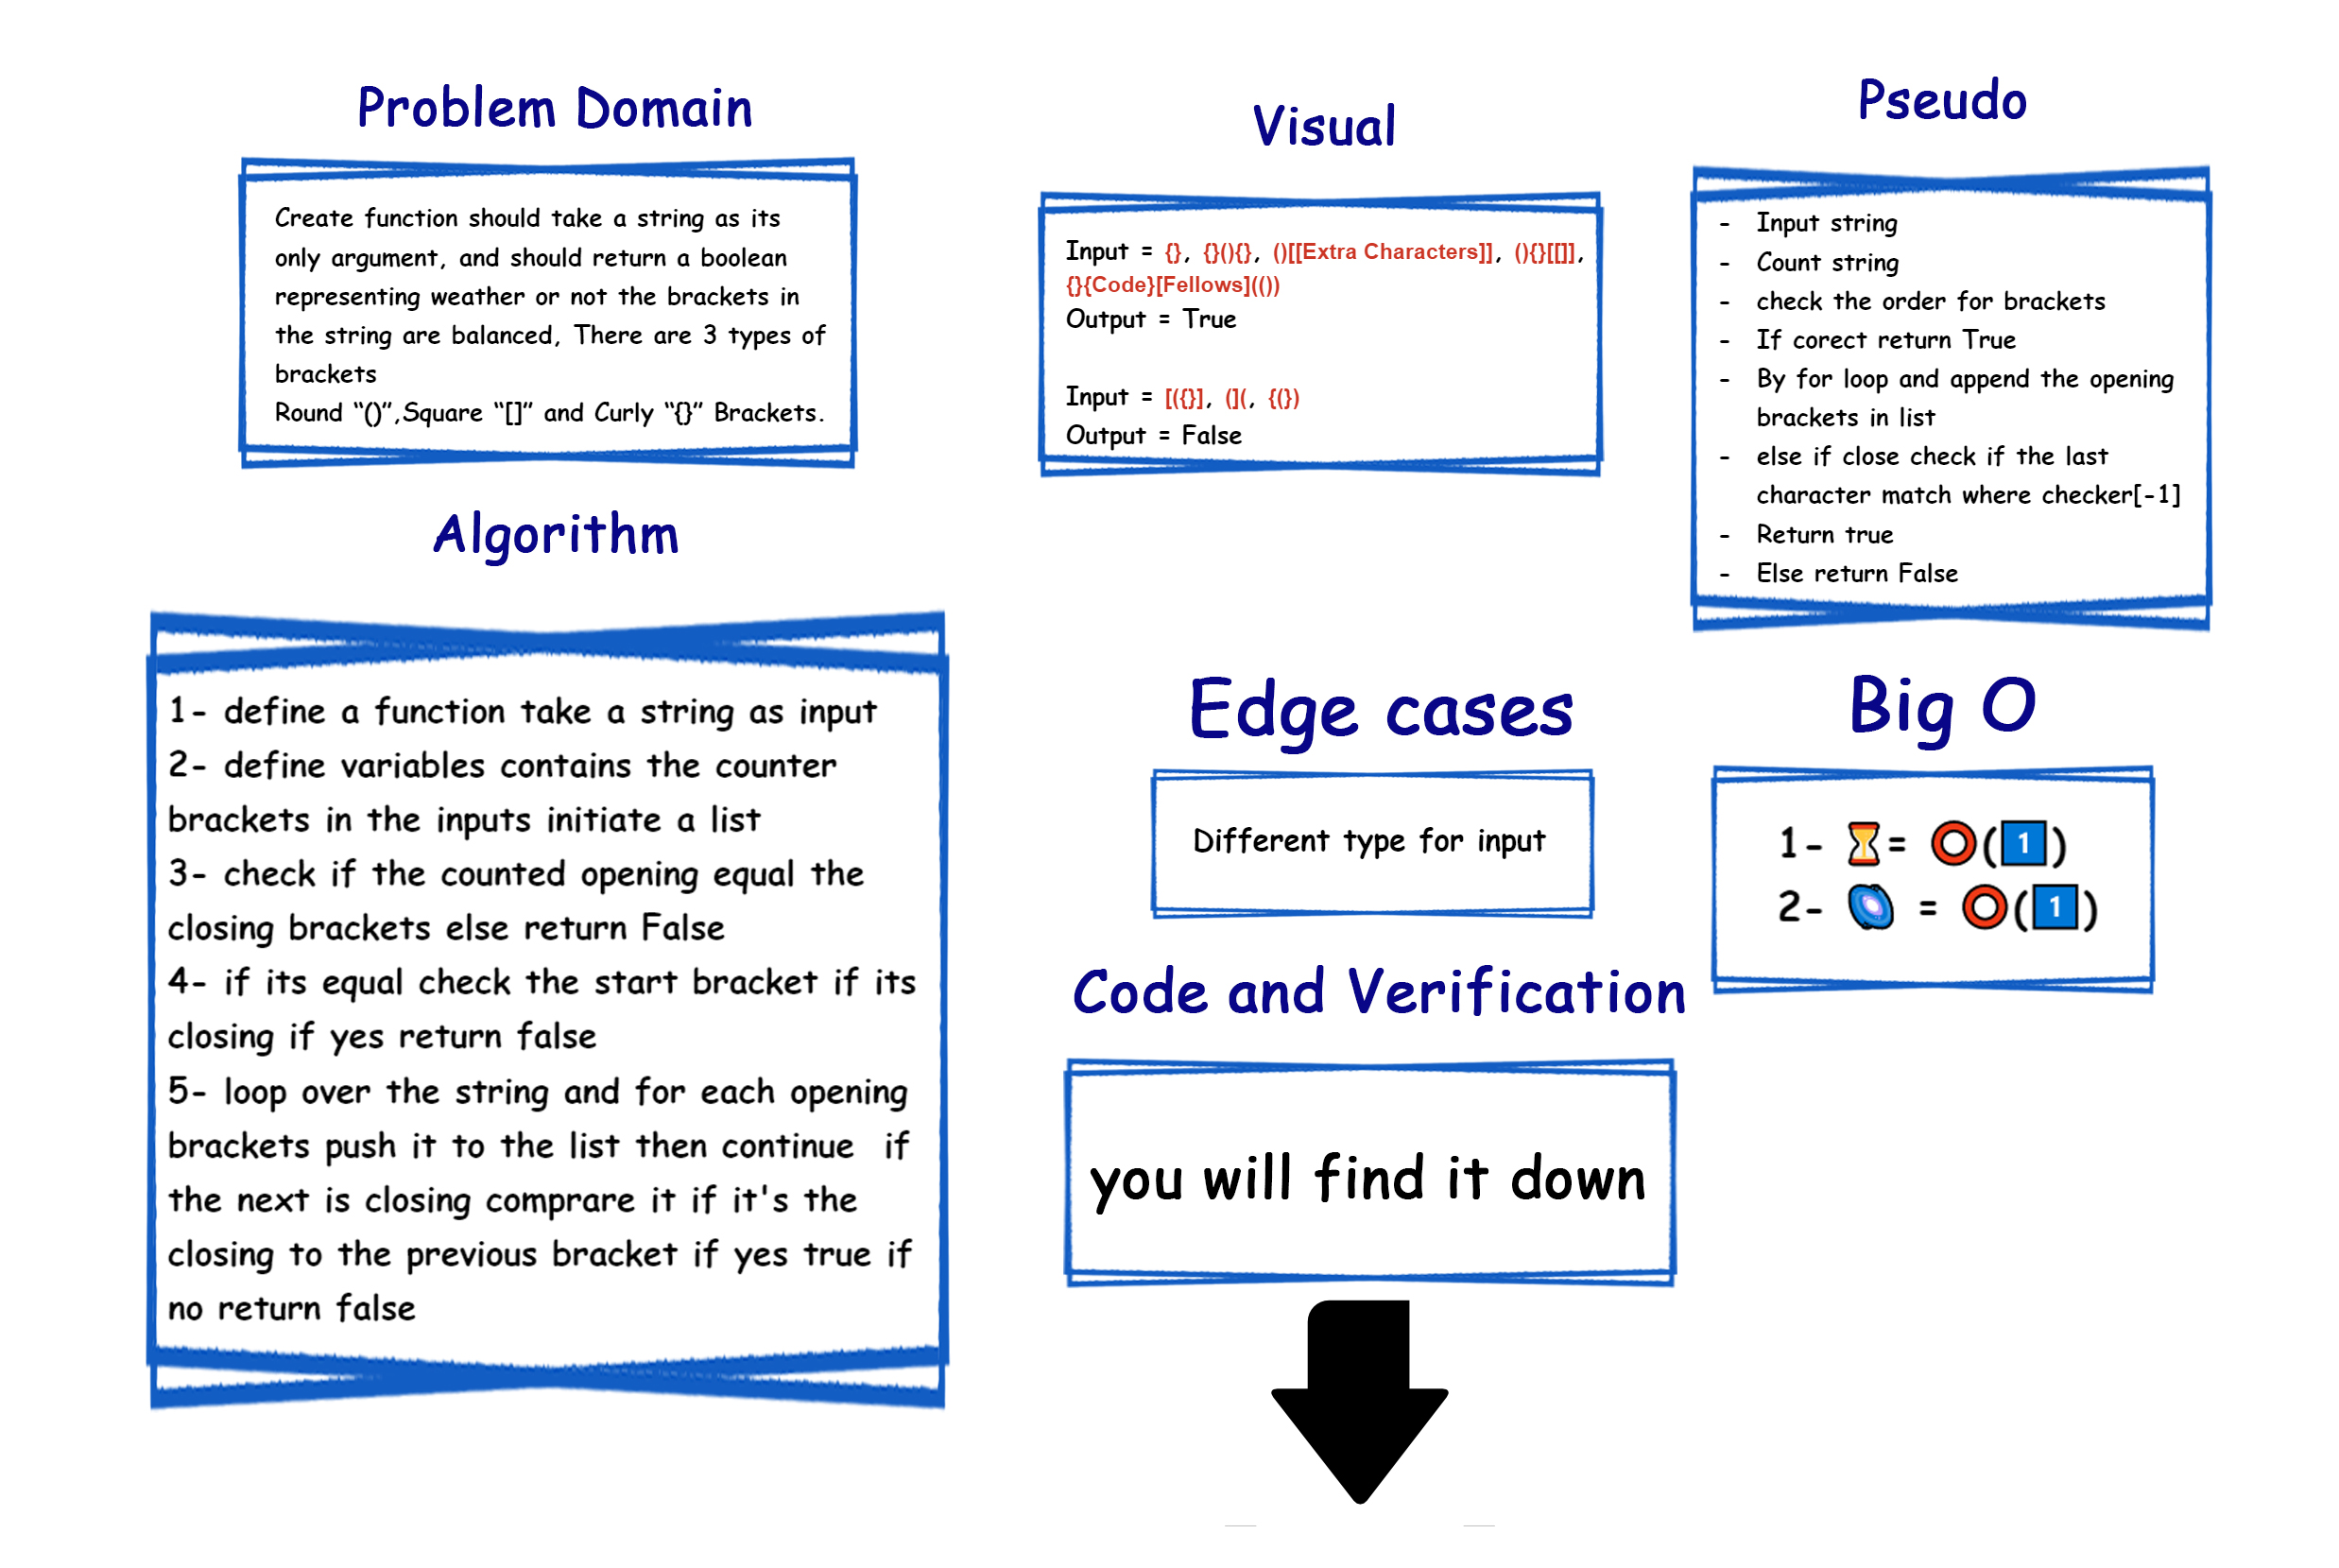 Problem Domain
Create function should take a string as its
only argument, and should return a boolean
representing weather or not the brackets in
the string are balanced, There are 3 types of
brackets
Round “()”,Square “[]” and Curly “{}” Brackets.
Visual
Input = {}, {}(){}, ()[[Extra Characters]], (){}[[]],
{}{Code}[Fellows](())
Output = True
Input = [({}], (](, {(})
Output = False
Pseudo
- Input string
- Count string
- check the order for brackets
- If corect return True
- By for loop and append the opening
brackets in list
- else if close check if the last
character match where checker[-1]
- Return true
- Else return False
Algorithm
1- define a function take a string as input
2- define variables contains the counter
brackets in the inputs initiate a list
3- check if the counted opening equal the
closing brackets else return False
4- if its equal check the start bracket if its
closing if yes return false
5- loop over the string and for each opening
brackets push it to the list then continue  if
the next is closing comprare it if it's the
closing to the previous bracket if yes true if
no return false
Edge cases
Different type for input
Big O
1- ⏳= ⭕(1)
2- 🌌 = ⭕(1)
Code and Verification
you will find it down